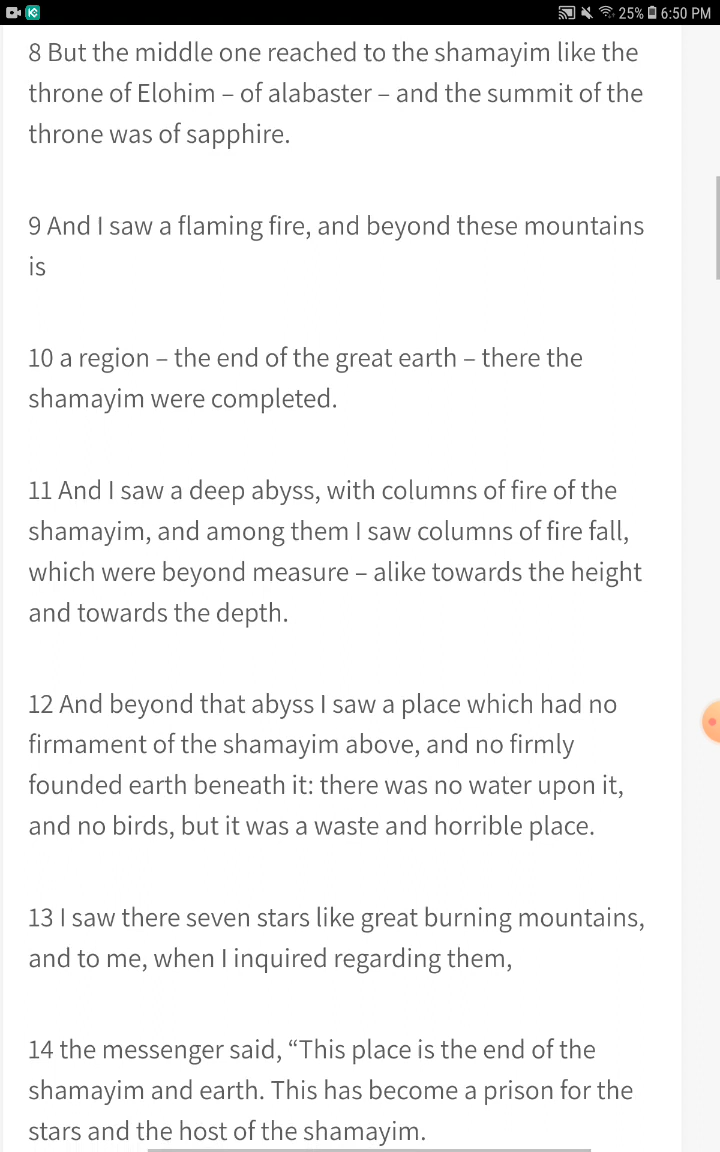 25% 6:50 PM
8 But the middle one reached to the shamayim like the
throne of Elohim – of alabaster – and the summit of the
throne was of sapphire.
9 And I saw a flaming fire, and beyond these mountains
is
10 a region – the end of the great earth – there the
shamayim were completed.
11 And I saw a deep abyss, with columns of fire of the
shamayim, and among them I saw columns of fire fall,
which were beyond measure – alike towards the height
and towards the depth.
12 And beyond that abyss I saw a place which had no
firmament of the shamayim above, and no firmly
founded earth beneath it: there was no water upon it,
and no birds, but it was a waste and horrible place.
13 I saw there seven stars like great burning mountains,
and to me, when I inquired regarding them,
14 the messenger said, “This place is the end of the
shamayim and earth. This has become a prison for the
stars and the host of the shamayim.